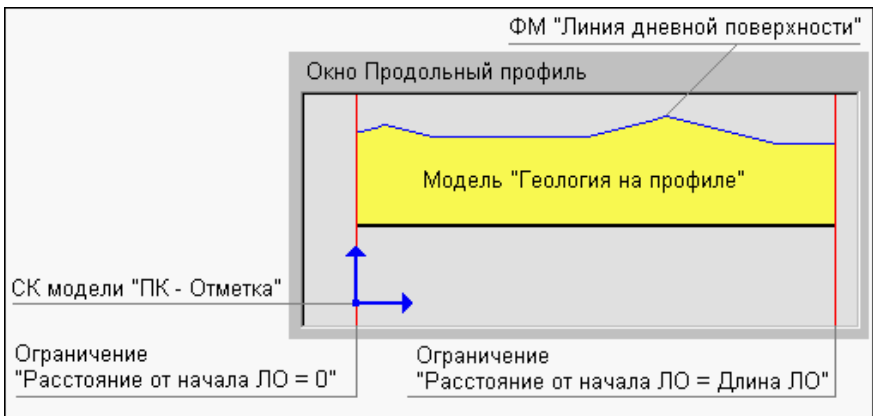 ФМ "Линия дневной поверхности"
Окно Продольный профиль
Модель "Геология на профиле"
СК модели "ПК - Отметка"
Ограничение
"Расстояние от начала ЛО = 0"
Ограничение
"Расстояние от начала ЛО = Длина ЛО"